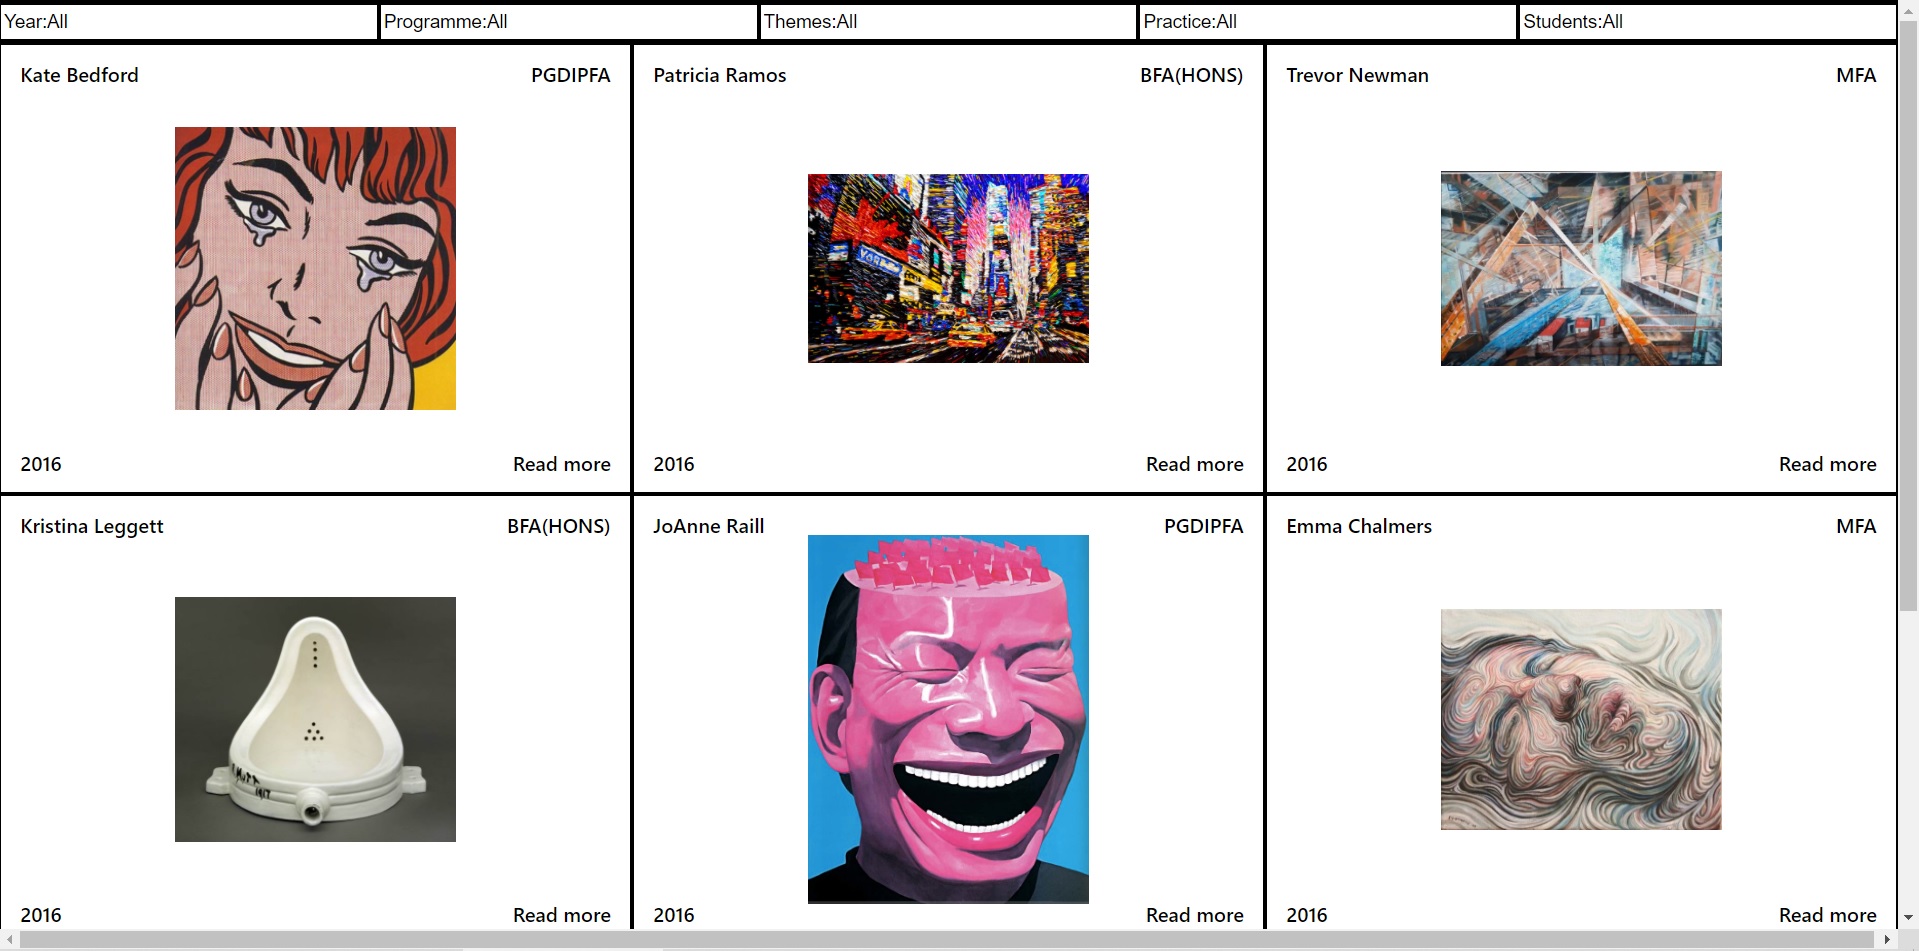 Year:All
Programme:All
Themes:All
Practice:All
Students:All
Kate Bedford
PGDIPFA
2016
Read more
Patricia Ramos
BFA(HONS)
2016
Read more
Trevor Newman
MFA
2016
Read more
Kristina Leggett
BFA(HONS)
1917
2016
Read more
JoAnne Raill
PGDIPFA
2016
Read more
Emma Chalmers
MFA
2016
Read more